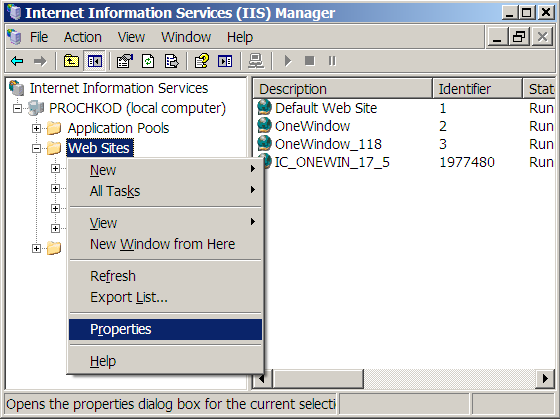 Internet Information Services (IIS) Manager
File Action View Window Help
Internet Information Services
PROCHKOD (local computer)
Application Pools
Web Sites
New
All Tasks
View
New Window from Here
Refresh
Export List...
Properties
Help
Description Identifier Stat
Default Web Site 1 Run
OneWindow 2 Run
OneWindow_118 3 Run
IC_ONEWIN_17_5 1977480 Run
Opens the properties dialog box for the current selecti